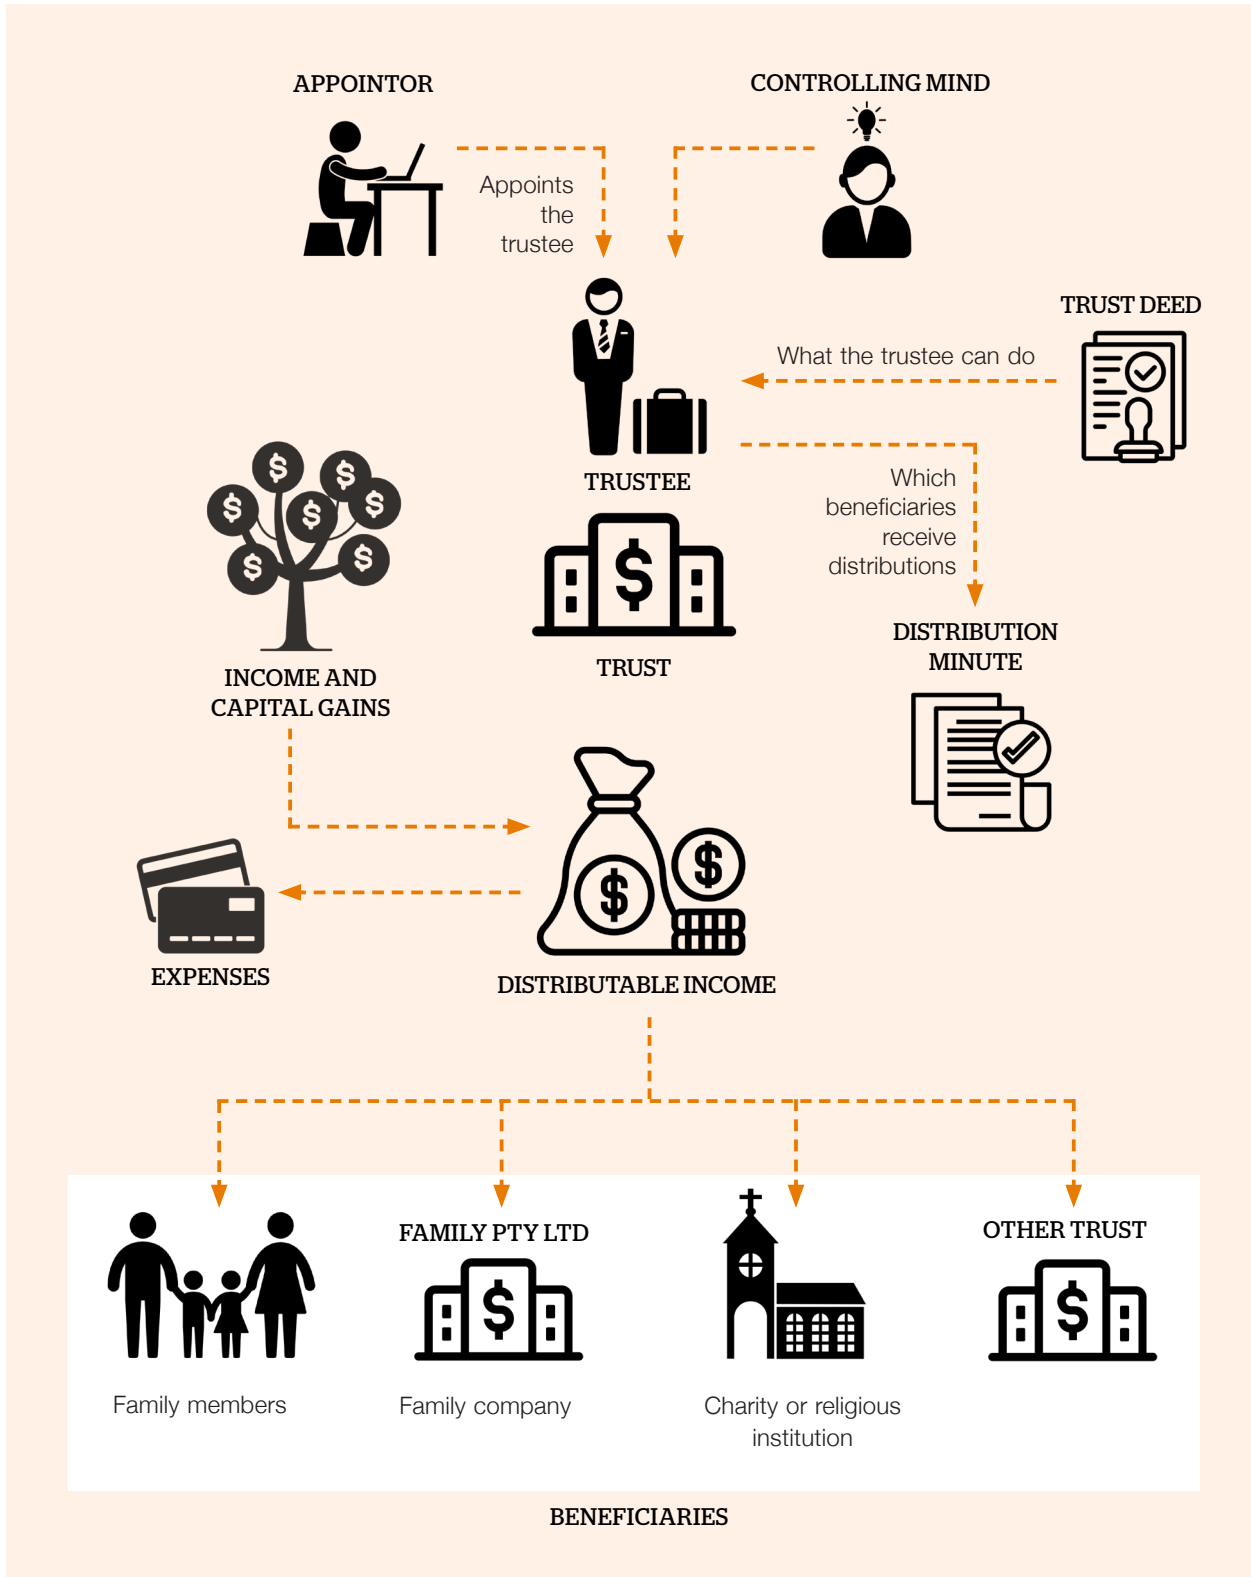 APPOINTOR
CONTROLLING MIND
Appoints
the
trustee
TRUST DEED
What the trustee can do
TRUSTEE
Which
beneficiaries
receive
distributions
$
$
$
$
$
$
$
$
DISTRIBUTION
MINUTE
TRUST
INCOME AND
CAPITAL GAINS
$
$
EXPENSES
DISTRIBUTABLE INCOME
FAMILY PTY LTD
OTHER TRUST
$
$
Family members
Family company
Charity or religious
institution
BENEFICIARIES